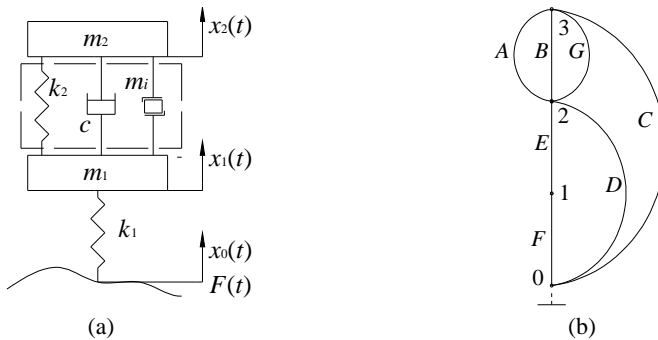 x₂(t)
m₂
k₂
mᵢ
c
x₁(t)
m₁
k₁
x₀(t)
F(t)
(a)
3
A
B
G
C
2
E
D
1
F
0
(b)